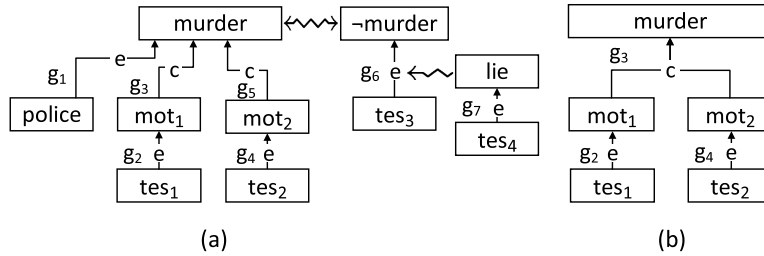 murder ¬murder murder
g₁ e g₃ c c g₅ g₆ e lie g₃ c
police mot₁ mot₂ tes₃ g₇ e mot₁ mot₂
g₂ e g₄ e tes₄ g₂ e g₄ e
tes₁ tes₂ tes₁ tes₂
(a) (b)